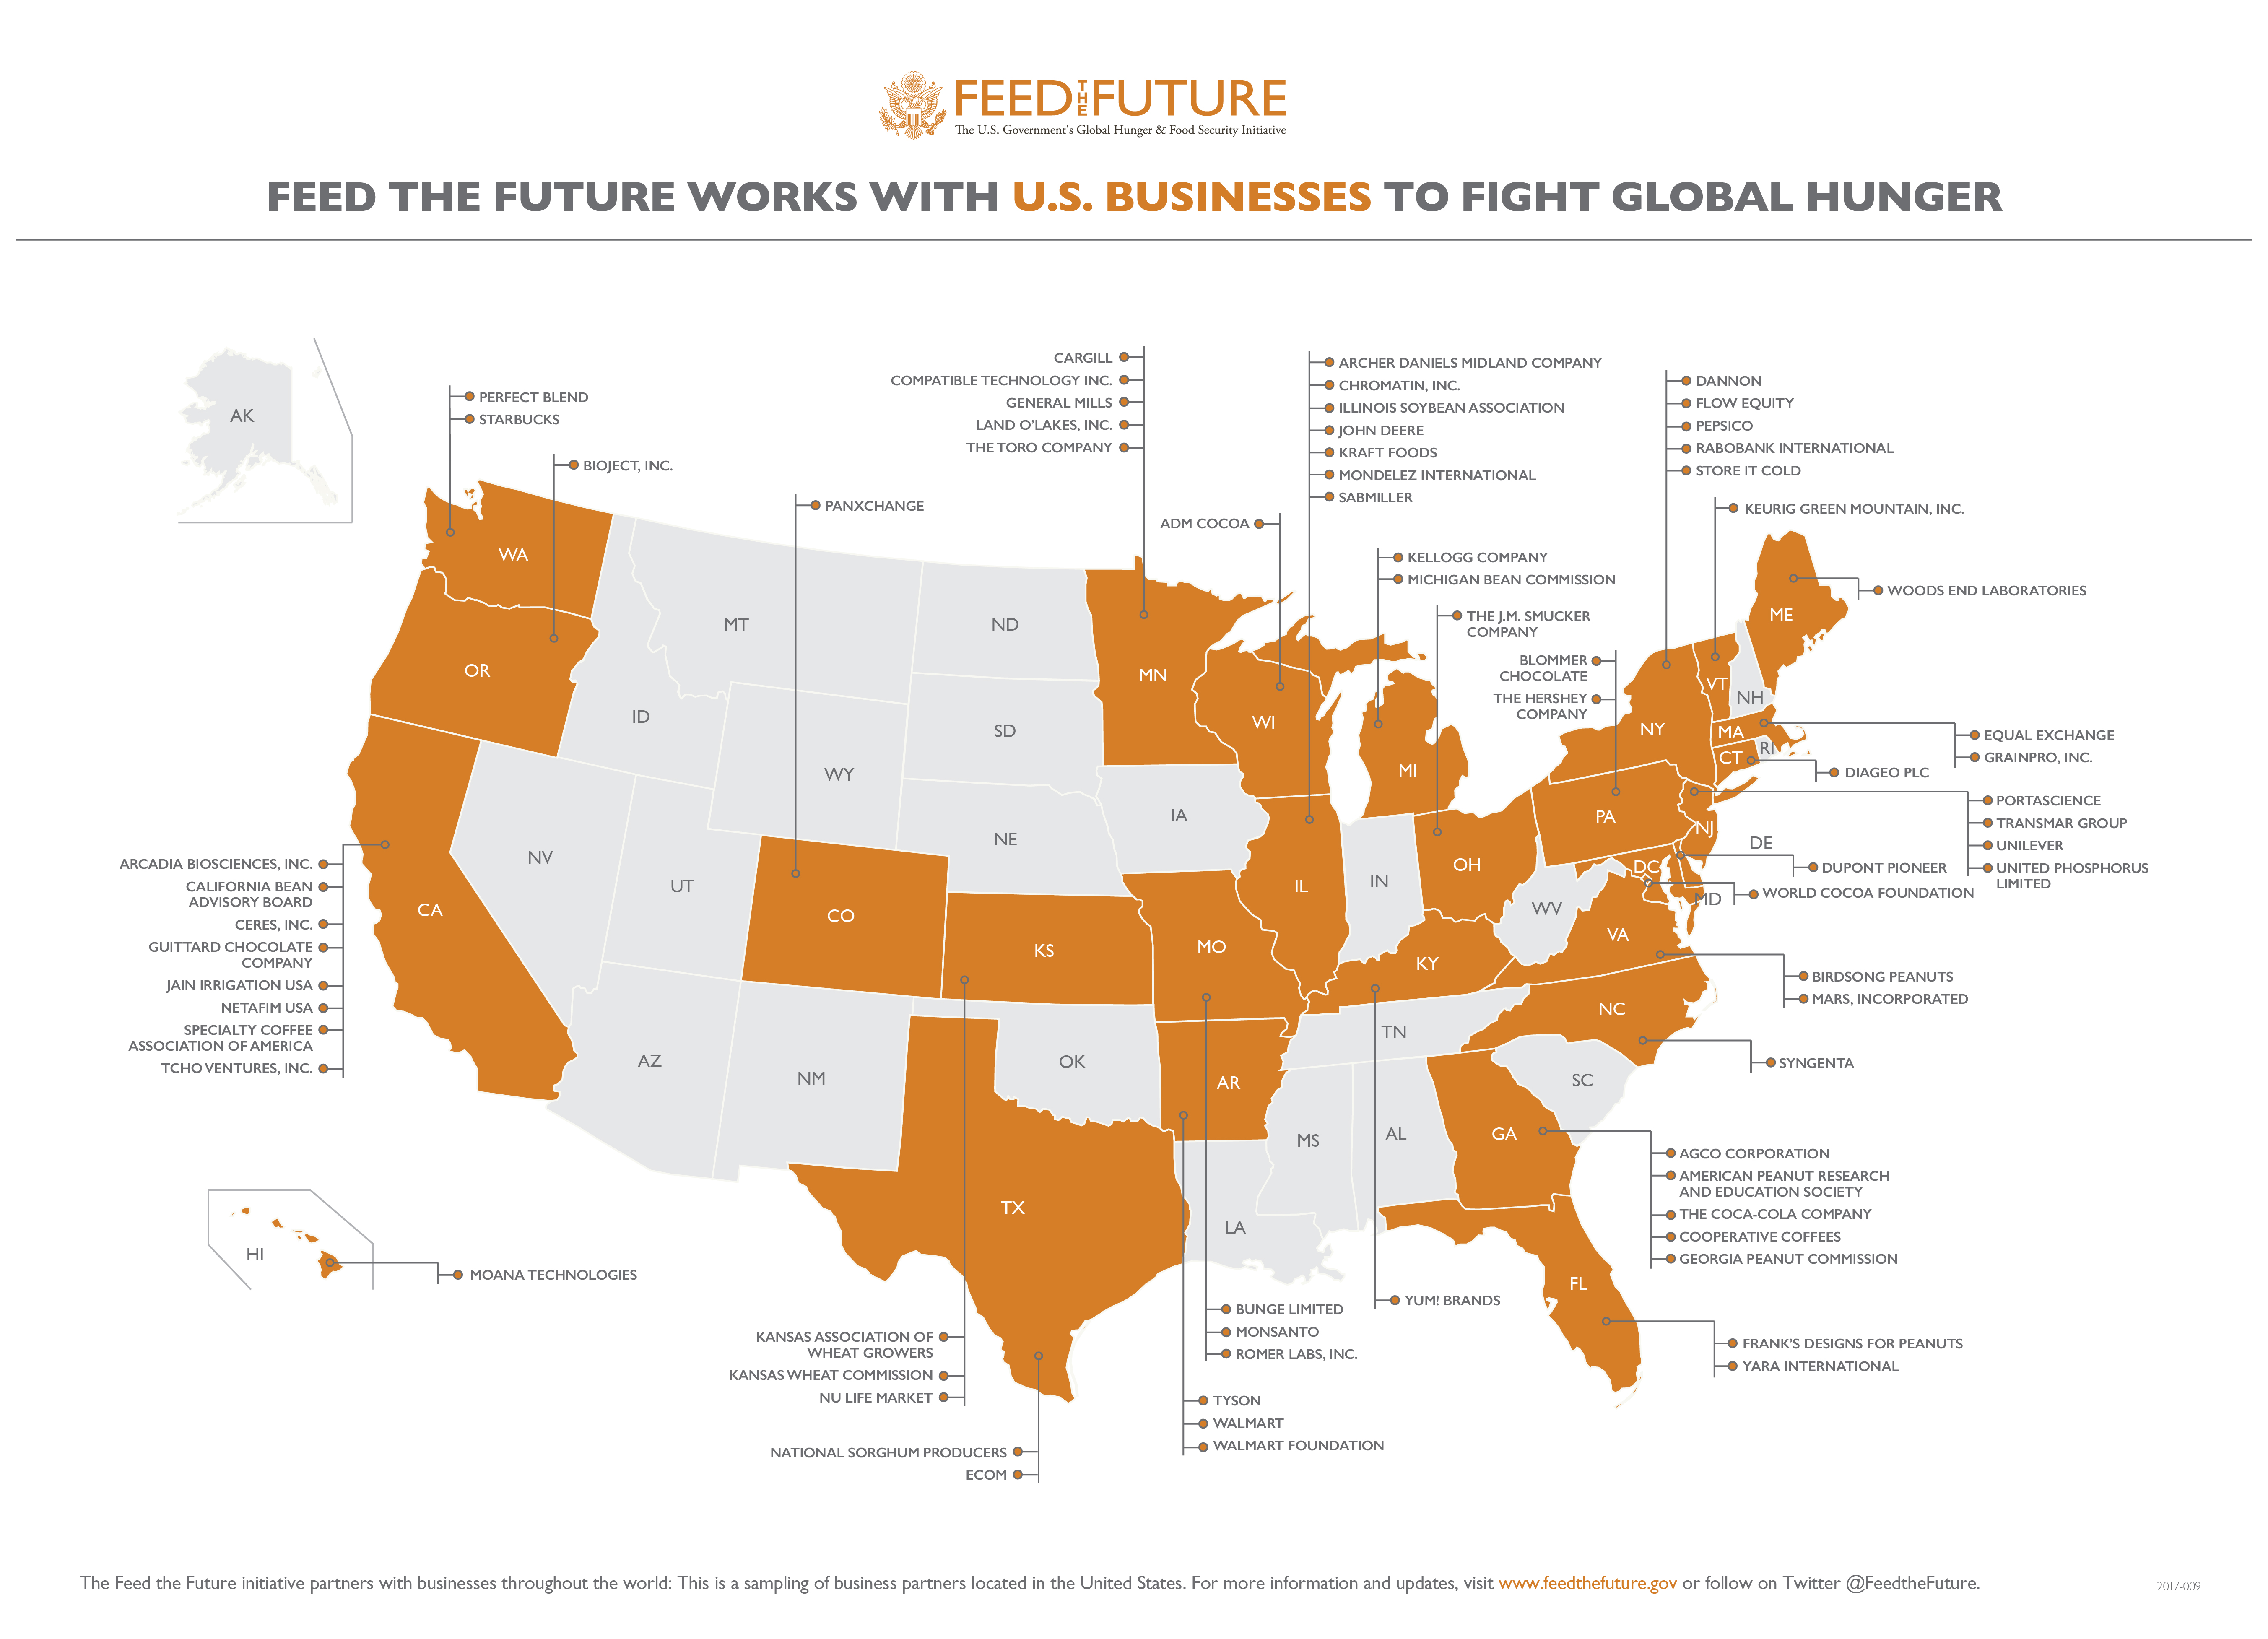 FEED THE FUTURE
The U.S. Government's Global Hunger & Food Security Initiative
FEED THE FUTURE WORKS WITH U.S. BUSINESSES TO FIGHT GLOBAL HUNGER
AK
PERFECT BLEND
STARBUCKS
BIOJECT, INC.
PANXCHANGE
CARGILL
COMPATIBLE TECHNOLOGY INC.
GENERAL MILLS
LAND O'LAKES, INC.
THE TORO COMPANY
ADM COCOA
ARCHER DANIELS MIDLAND COMPANY
CHROMATIN, INC.
ILLINOIS SOYBEAN ASSOCIATION
JOHN DEERE
KRAFT FOODS
MONDELEZ INTERNATIONAL
SABMILLER
KELLOGG COMPANY
MICHIGAN BEAN COMMISSION
THE J.M. SMUCKER
COMPANY
BLOMMER
CHOCOLATE
THE HERSHEY
COMPANY
DANNON
FLOW EQUITY
PEPSICO
RABOBANK INTERNATIONAL
STORE IT COLD
KEURIG GREEN MOUNTAIN, INC.
WOODS END LABORATORIES
EQUAL EXCHANGE
GRAINPRO, INC.
DIAGEO PLC
PORTASCIENCE
TRANSMAR GROUP
UNILEVER
UNITED PHOSPHORUS
LIMITED
DUPONT PIONEER
WORLD COCOA FOUNDATION
BIRDSONG PEANUTS
MARS, INCORPORATED
SYNGENTA
AGCO CORPORATION
AMERICAN PEANUT RESEARCH
AND EDUCATION SOCIETY
THE COCA-COLA COMPANY
COOPERATIVE COFFEES
GEORGIA PEANUT COMMISSION
FRANK'S DESIGNS FOR PEANUTS
YARA INTERNATIONAL
WA
OR
CA
NV
ID
MT
WY
UT
CO
AZ
NM
ND
SD
NE
KS
OK
TX
MN
IA
MO
AR
LA
WI
IL
MI
IN
OH
KY
TN
MS
AL
GA
FL
SC
NC
VA
WV
DC
MD
DE
PA
NJ
NY
CT
RI
MA
VT
NH
ME
HI
ARCADIA BIOSCIENCES, INC.
CALIFORNIA BEAN
ADVISORY BOARD
CERES, INC.
GUITTARD CHOCOLATE
COMPANY
JAIN IRRIGATION USA
NETAFIM USA
SPECIALTY COFFEE
ASSOCIATION OF AMERICA
TCHO VENTURES, INC.
MOANA TECHNOLOGIES
KANSAS ASSOCIATION OF
WHEAT GROWERS
KANSAS WHEAT COMMISSION
NU LIFE MARKET
NATIONAL SORGHUM PRODUCERS
ECOM
BUNGE LIMITED
MONSANTO
ROMER LABS, INC.
TYSON
WALMART
WALMART FOUNDATION
YUM! BRANDS
The Feed the Future initiative partners with businesses throughout the world: This is a sampling of business partners located in the United States. For more information and updates, visit www.feedthefuture.gov or follow on Twitter @FeedtheFuture.
2017-009